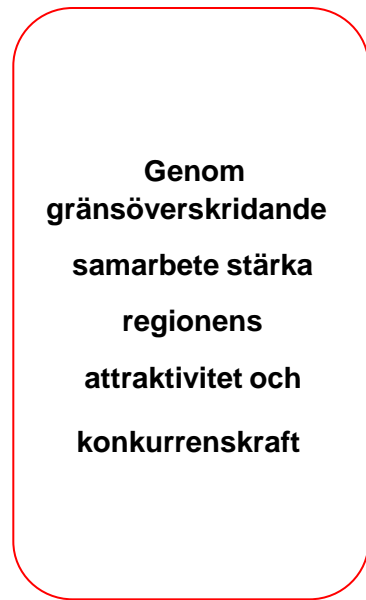 Genom
gränsöverskridande
samarbete stärka
regionens
attraktivitet och
konkurrenskraft